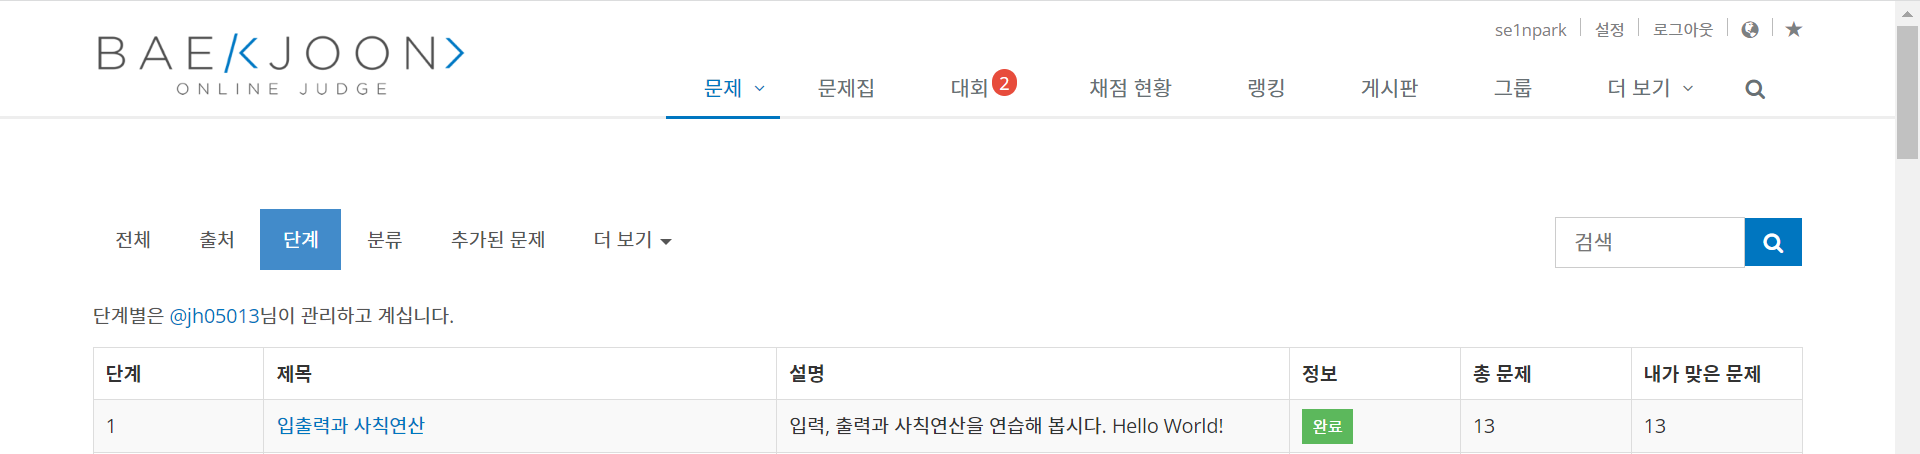 se1npark 설정 로그아웃
BAEKJOON
ONLINE JUDGE
문제 문제집 대회 2 채점 현황 랭킹 게시판 그룹 더 보기
전체 출처 단계 분류 추가된 문제 더 보기 검색
단계별은 @jh05013님이 관리하고 계십니다.
단계 제목 설명 정보 총 문제 내가 맞은 문제
1 입출력과 사칙연산 입력, 출력과 사칙연산을 연습해 봅시다. Hello World! 완료 13 13